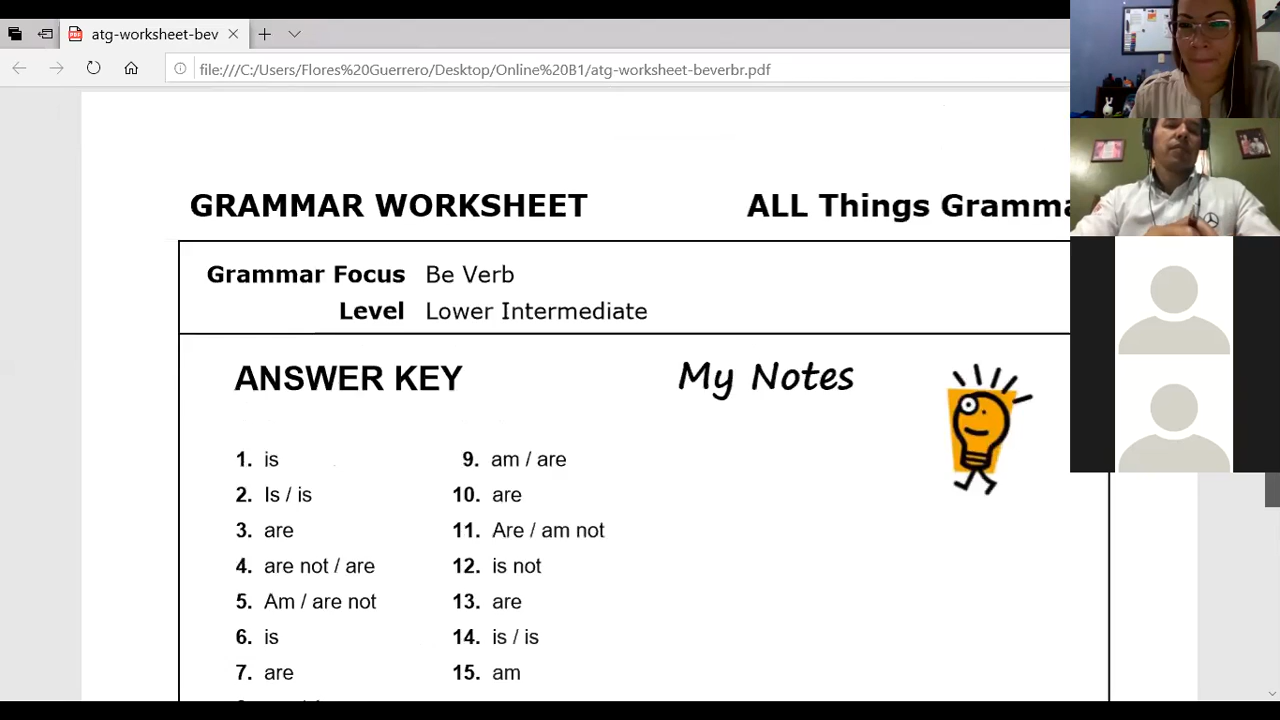 atg-worksheet-bev
file:///C:/Users/Flores%20Guerrero/Desktop/Online%20B1/atg-worksheet-beverbr.pdf
GRAMMAR WORKSHEET
ALL Things Gramma
Grammar Focus Be Verb
Level Lower Intermediate
ANSWER KEY
My Notes
1. is
2. Is / is
3. are
4. are not / are
5. Am / are not
6. is
7. are
9. am / are
10. are
11. Are / am not
12. is not
13. are
14. is / is
15. am